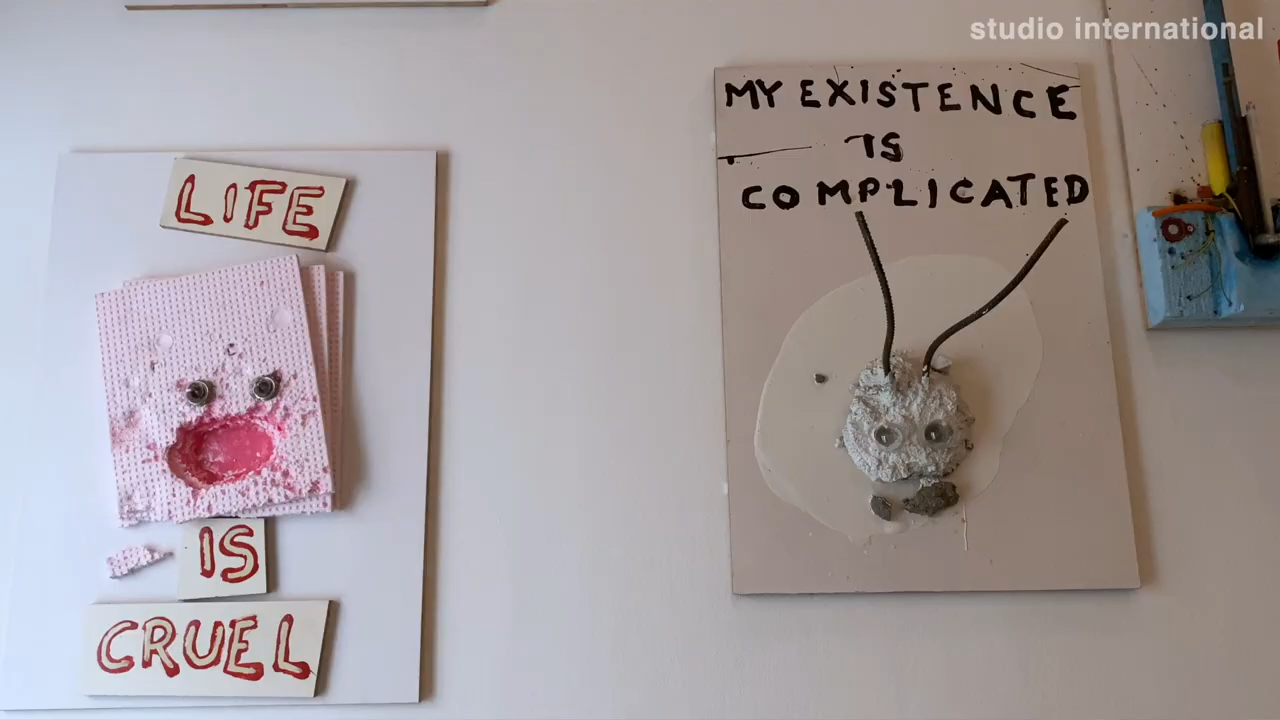 studio international
LIFE
IS
CRUEL
MY EXISTENCE
IS
COMPLICATED